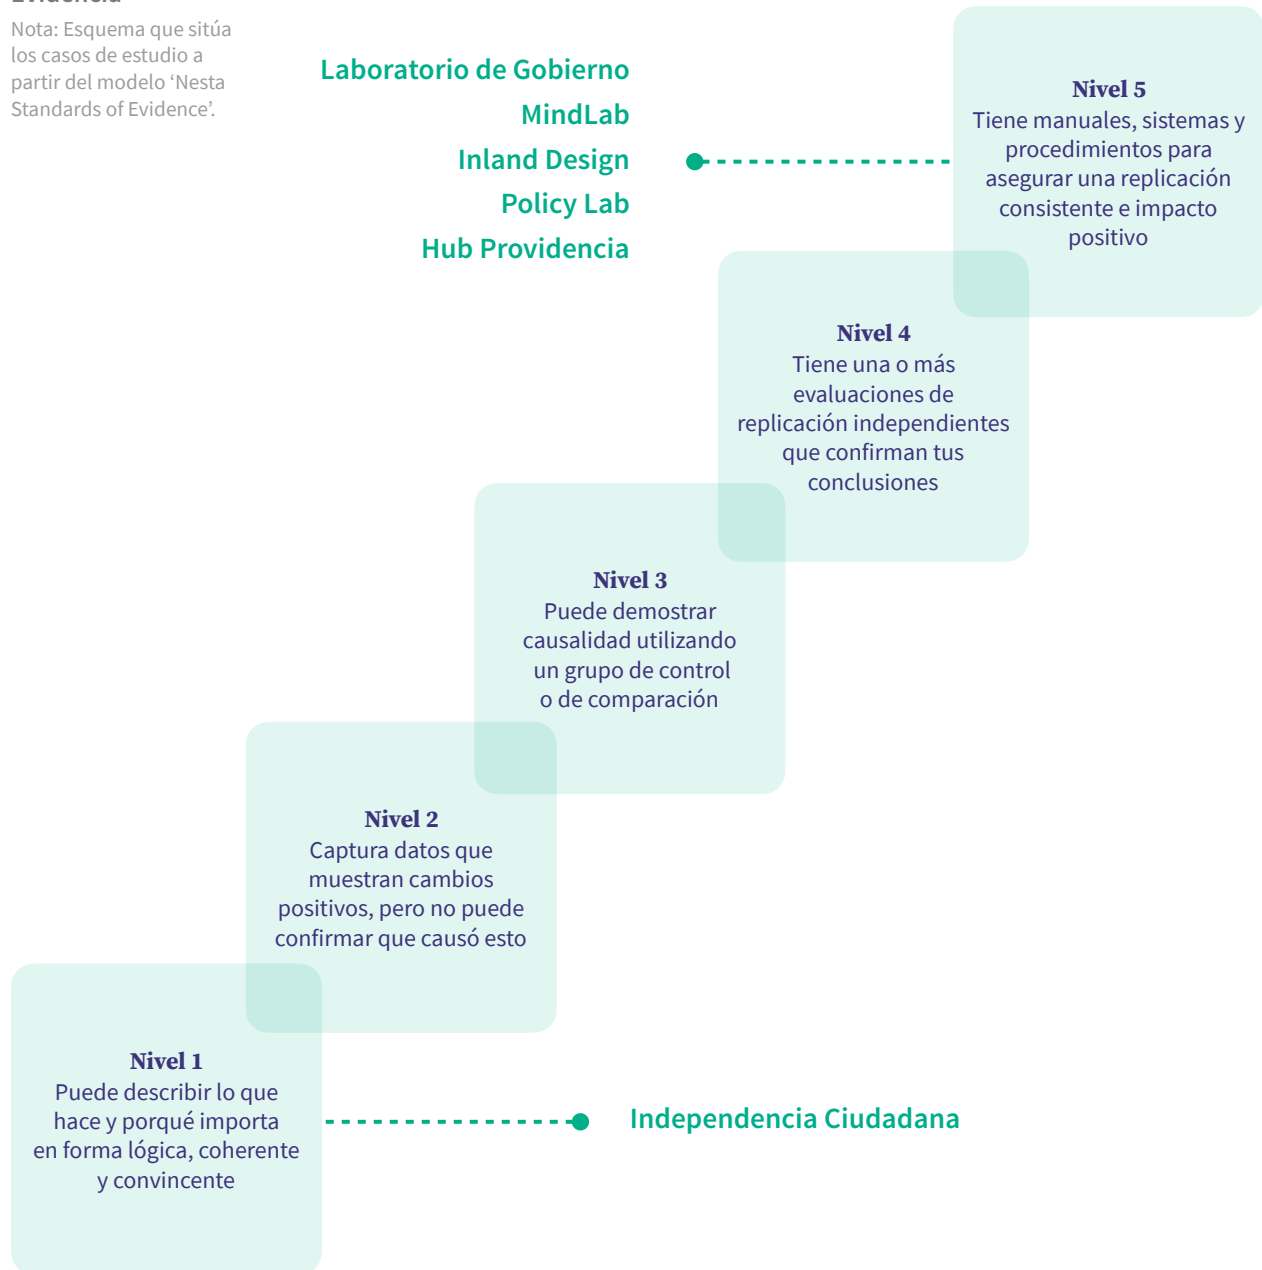 Evidencia
Nota: Esquema que sitúa
los casos de estudio a
partir del modelo ‘Nesta
Standards of Evidence’.
Laboratorio de Gobierno
MindLab
Inland Design
Policy Lab
Hub Providencia
Nivel 5
Tiene manuales, sistemas y
procedimientos para
asegurar una replicación
consistente e impacto
positivo
Nivel 4
Tiene una o más
evaluaciones de
replicación independientes
que confirman tus
conclusiones
Nivel 3
Puede demostrar
causalidad utilizando
un grupo de control
o de comparación
Nivel 2
Captura datos que
muestran cambios
positivos, pero no puede
confirmar que causó esto
Nivel 1
Puede describir lo que
hace y porqué importa
en forma lógica, coherente
y convincente
Independencia Ciudadana